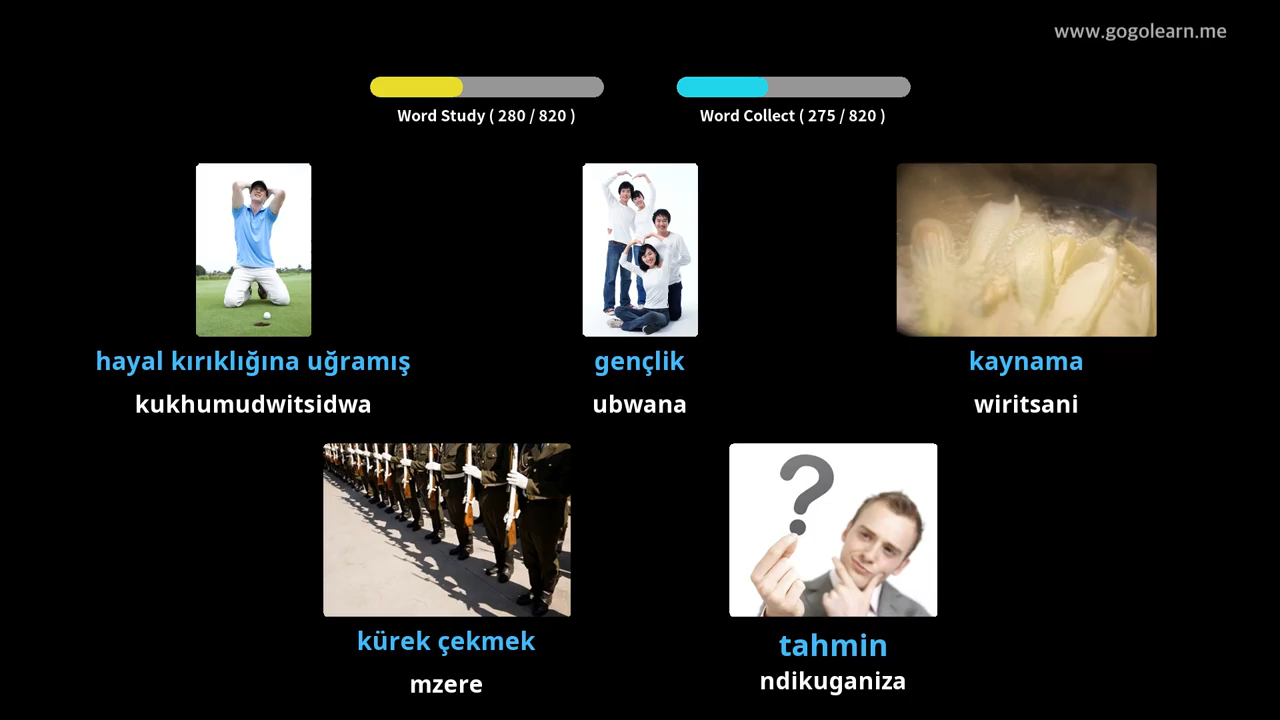 www.gogolearn.me
Word Study ( 280 / 820 )
Word Collect ( 275 / 820 )
hayal kırıklığına uğramış
kukhumudwitsidwa
gençlik
ubwana
kaynama
wiritsani
kürek çekmek
mzere
tahmin
ndikuganiza